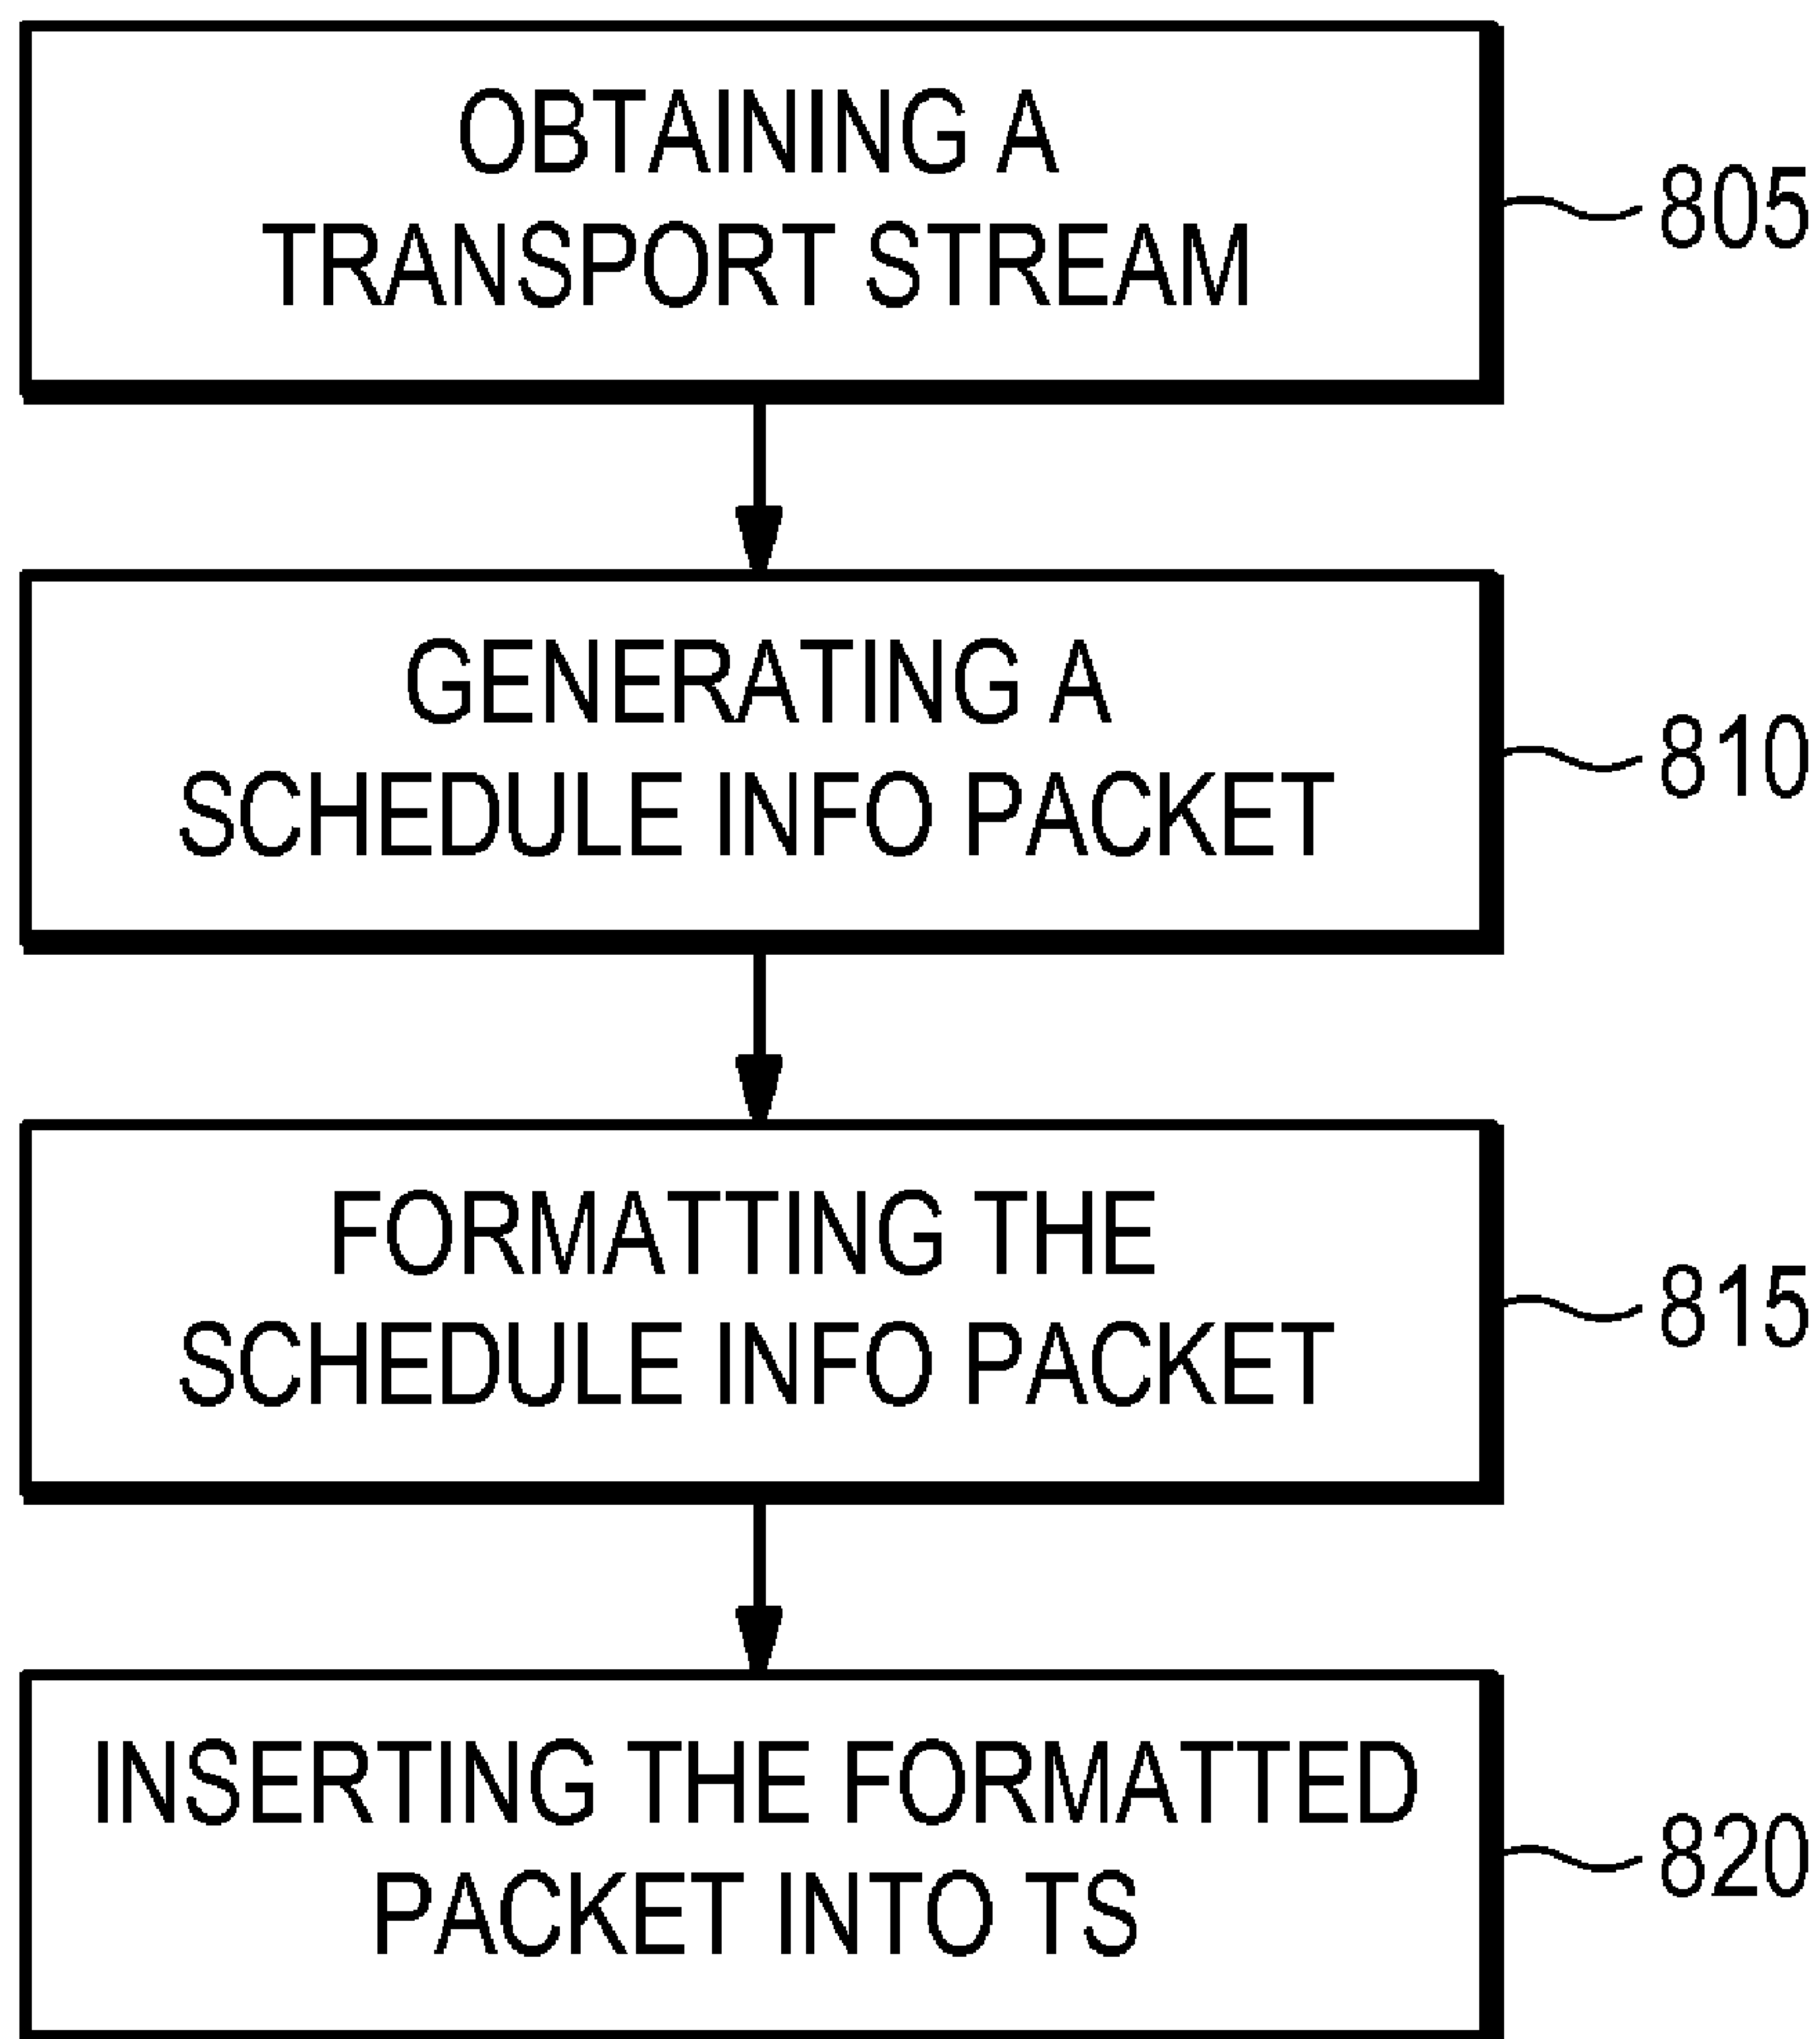 OBTAINING A
TRANSPORT STREAM
805
GENERATING A
SCHEDULE INFO PACKET
810
FORMATTING THE
SCHEDULE INFO PACKET
815
INSERTING THE FORMATTED
PACKET INTO TS
820